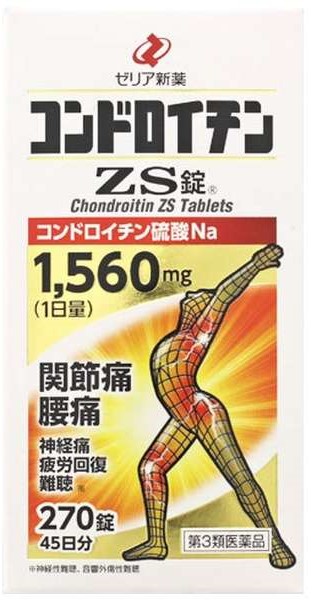 ゼリア新薬
コンドロイチン
ZS錠®
Chondroitin ZS Tablets
コンドロイチン硫酸Na
1,560mg
(1日量)
関節痛
腰痛
神経痛
疲労回復
難聴※
270錠
45日分
第3類医薬品
※神経性難聴、音響外傷性難聴